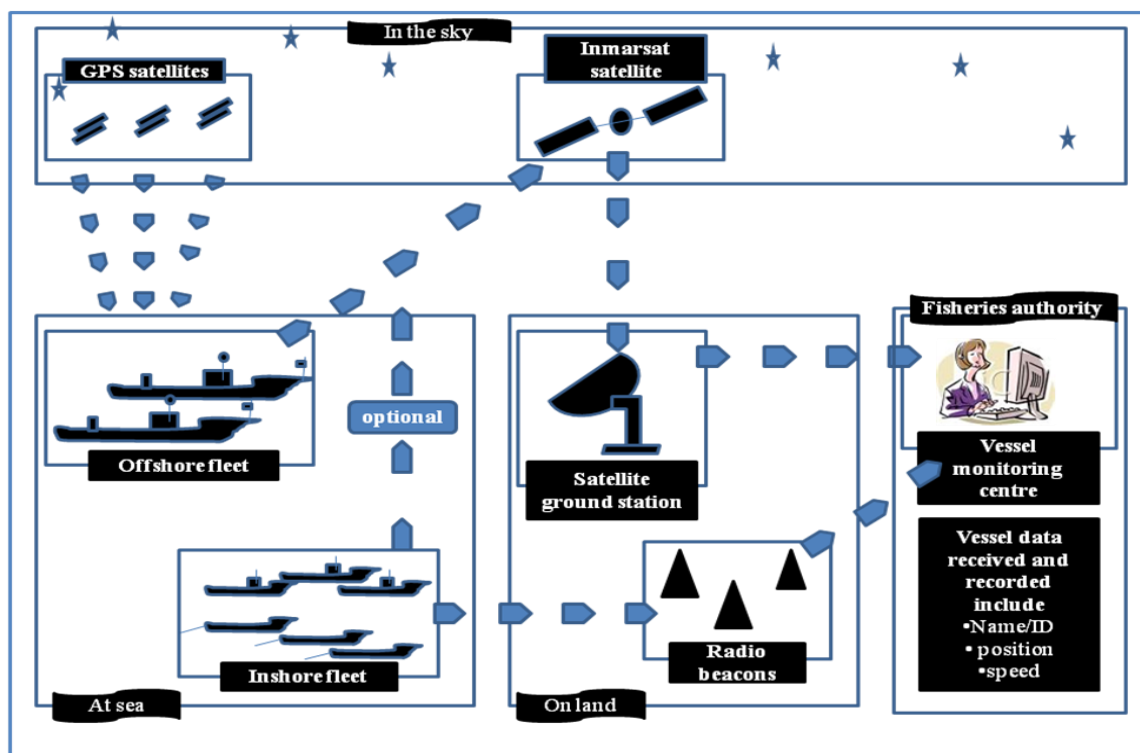 In the sky
GPS satellites
Inmarsat
satellite
Fisheries authority
optional
Offshore fleet
Satellite
ground station
Vessel
monitoring
centre
Vessel data
received and
recorded
include
•Name/ID
• position
•speed
Inshore fleet
Radio
beacons
At sea
On land